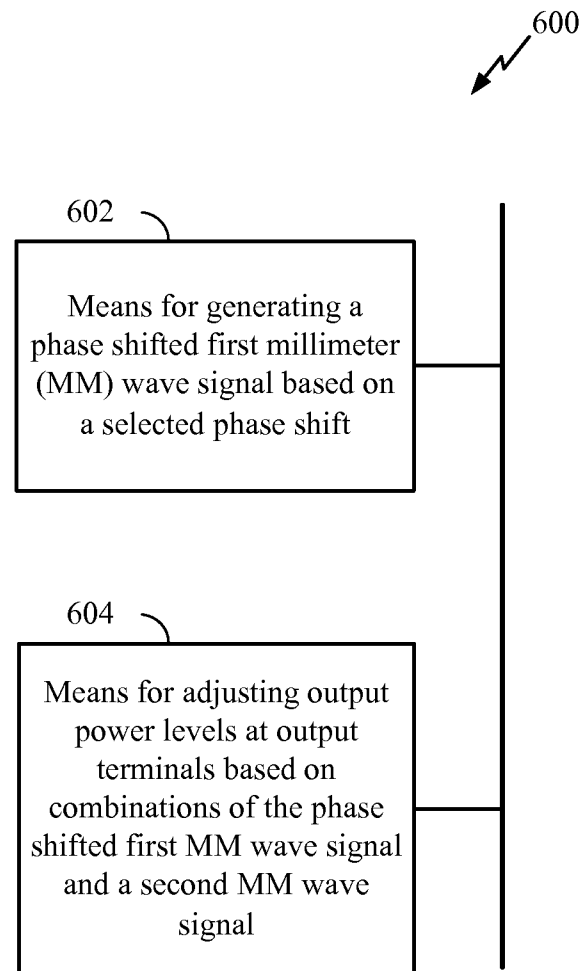 600
602
Means for generating a
phase shifted first millimeter
(MM) wave signal based on
a selected phase shift
604
Means for adjusting output
power levels at output
terminals based on
combinations of the phase
shifted first MM wave signal
and a second MM wave
signal